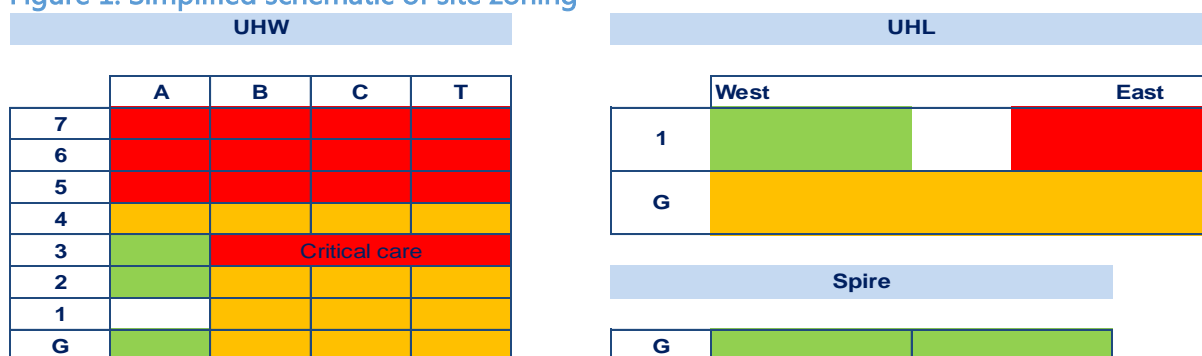 Figure 1. Simplified schematic of site zoning
UHW
A B C T
7
6
5
4
3 Critical care
2
1
G
UHL
West East
1
G
Spire
G